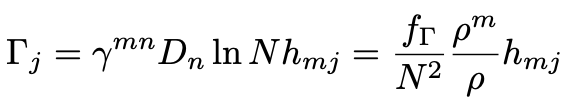 Γ_j = γ^{mn} D_n ln N h_{mj} = \frac{f_Γ}{N^2} \frac{ρ^m}{ρ} h_{mj}